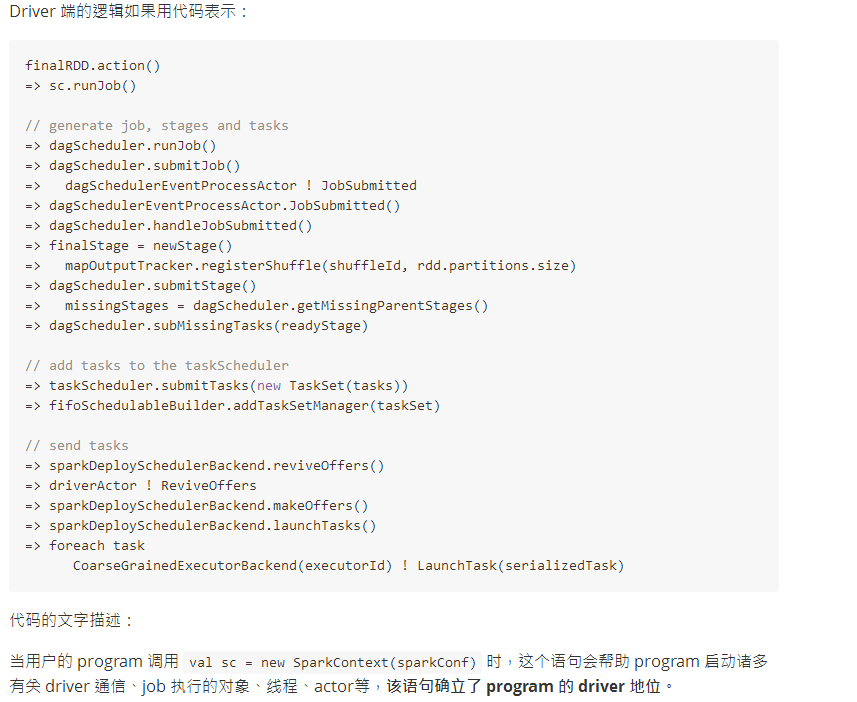 Driver 端的逻辑如果用代码表示：
finalRDD.action()
=> sc.runJob()
// generate job, stages and tasks
=> dagScheduler.runJob()
=> dagScheduler.submitJob()
=>   dagSchedulerEventProcessActor ! JobSubmitted
=> dagSchedulerEventProcessActor.JobSubmitted()
=> dagScheduler.handleJobSubmitted()
=> finalStage = newStage()
=>   mapOutputTracker.registerShuffle(shuffleId, rdd.partitions.size)
=> dagScheduler.submitStage()
=>   missingStages = dagScheduler.getMissingParentStages()
=> dagScheduler.subMissingTasks(readyStage)
// add tasks to the taskScheduler
=> taskScheduler.submitTasks(new TaskSet(tasks))
=> fifoSchedulableBuilder.addTaskSetManager(taskSet)
// send tasks
=> sparkDeploySchedulerBackend.reviveOffers()
=> driverActor ! ReviveOffers
=> sparkDeploySchedulerBackend.makeOffers()
=> sparkDeploySchedulerBackend.launchTasks()
=> foreach task
CoarseGrainedExecutorBackend(executorId) ! LaunchTask(serializedTask)
代码的文字描述：
当用户的 program 调用 val sc = new SparkContext(sparkConf) 时，这个语句会帮助 program 启动诸多
有关 driver 通信、job 执行的对象、线程、actor等，该语句确立了 program 的 driver 地位。